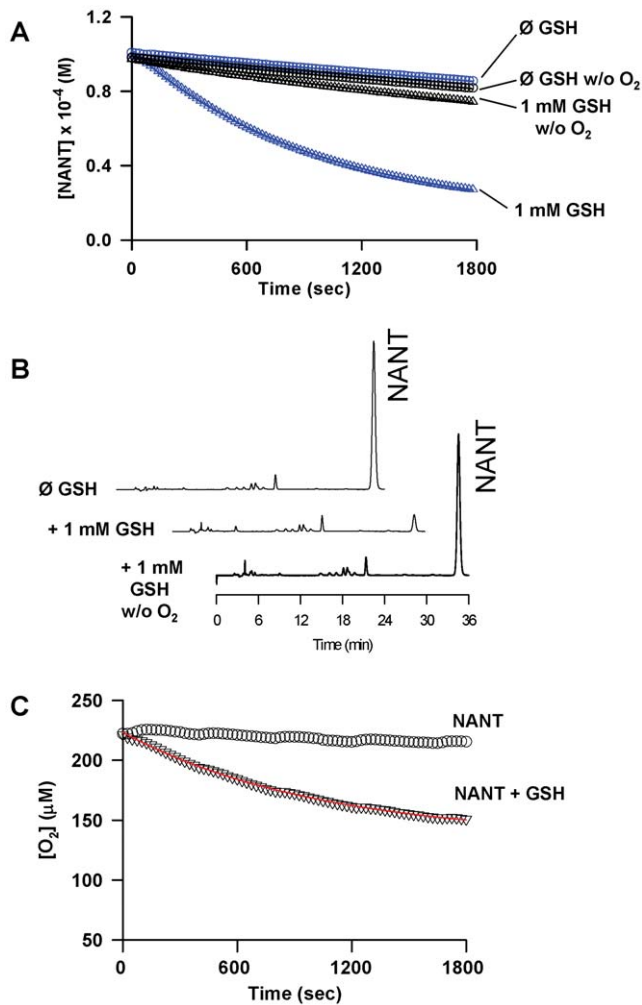 A
[NANT] x 10⁻⁴ (M)
1.2
0.8
0.4
0.0
0 600 1200 1800
Time (sec)
Ø GSH
Ø GSH w/o O₂
1 mM GSH
w/o O₂
1 mM GSH
B
NANT
NANT
Ø GSH
+ 1 mM GSH
+ 1 mM
GSH
w/o O₂
0 6 12 18 24 30 36
Time (min)
C
[O₂] (µM)
250
200
150
100
50
0 600 1200 1800
Time (sec)
NANT
NANT + GSH